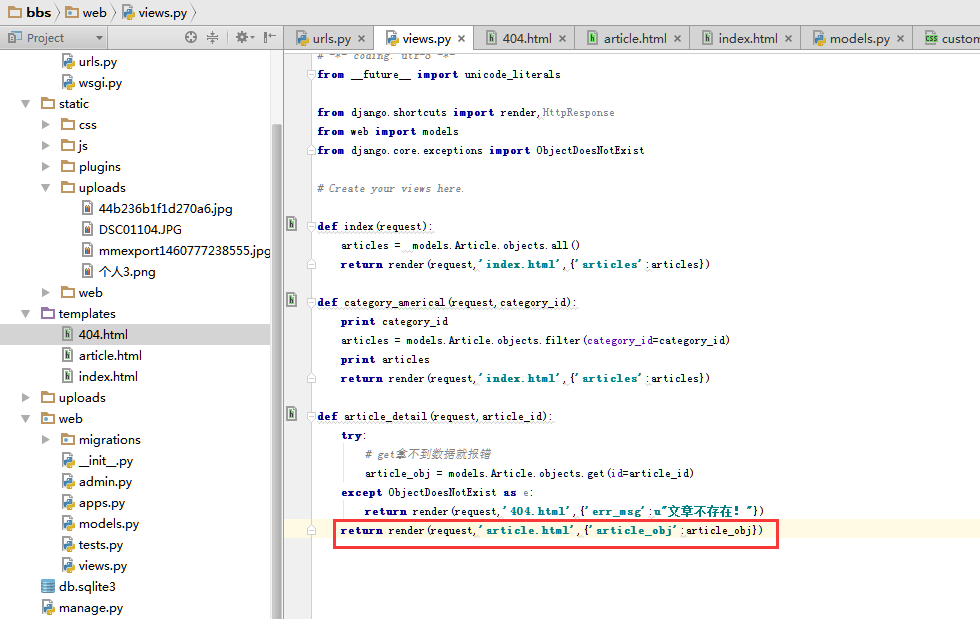 bbs web views.py
Project
urls.py views.py 404.html article.html index.html models.py custom
urls.py
wsgi.py
static
css
js
plugins
uploads
44b236b1f1d270a6.jpg
DSC01104.JPG
mmexport1460777238555.jpg
个人3.png
web
templates
404.html
article.html
index.html
uploads
web
migrations
__init__.py
admin.py
apps.py
models.py
tests.py
views.py
db.sqlite3
manage.py
# -*- coding: utf-8 -*-
from __future__ import unicode_literals
from django.shortcuts import render,HttpResponse
from web import models
from django.core.exceptions import ObjectDoesNotExist
# Create your views here.
def index(request):
articles = models.Article.objects.all()
return render(request,'index.html',{'articles':articles})
def category_americal(request,category_id):
print category_id
articles = models.Article.objects.filter(category_id=category_id)
print articles
return render(request,'index.html',{'articles':articles})
def article_detail(request,article_id):
try:
# get拿不到数据就报错
article_obj = models.Article.objects.get(id=article_id)
except ObjectDoesNotExist as e:
return render(request,'404.html',{'err_msg':u"文章不存在！"})
return render(request,'article.html',{'article_obj':article_obj})